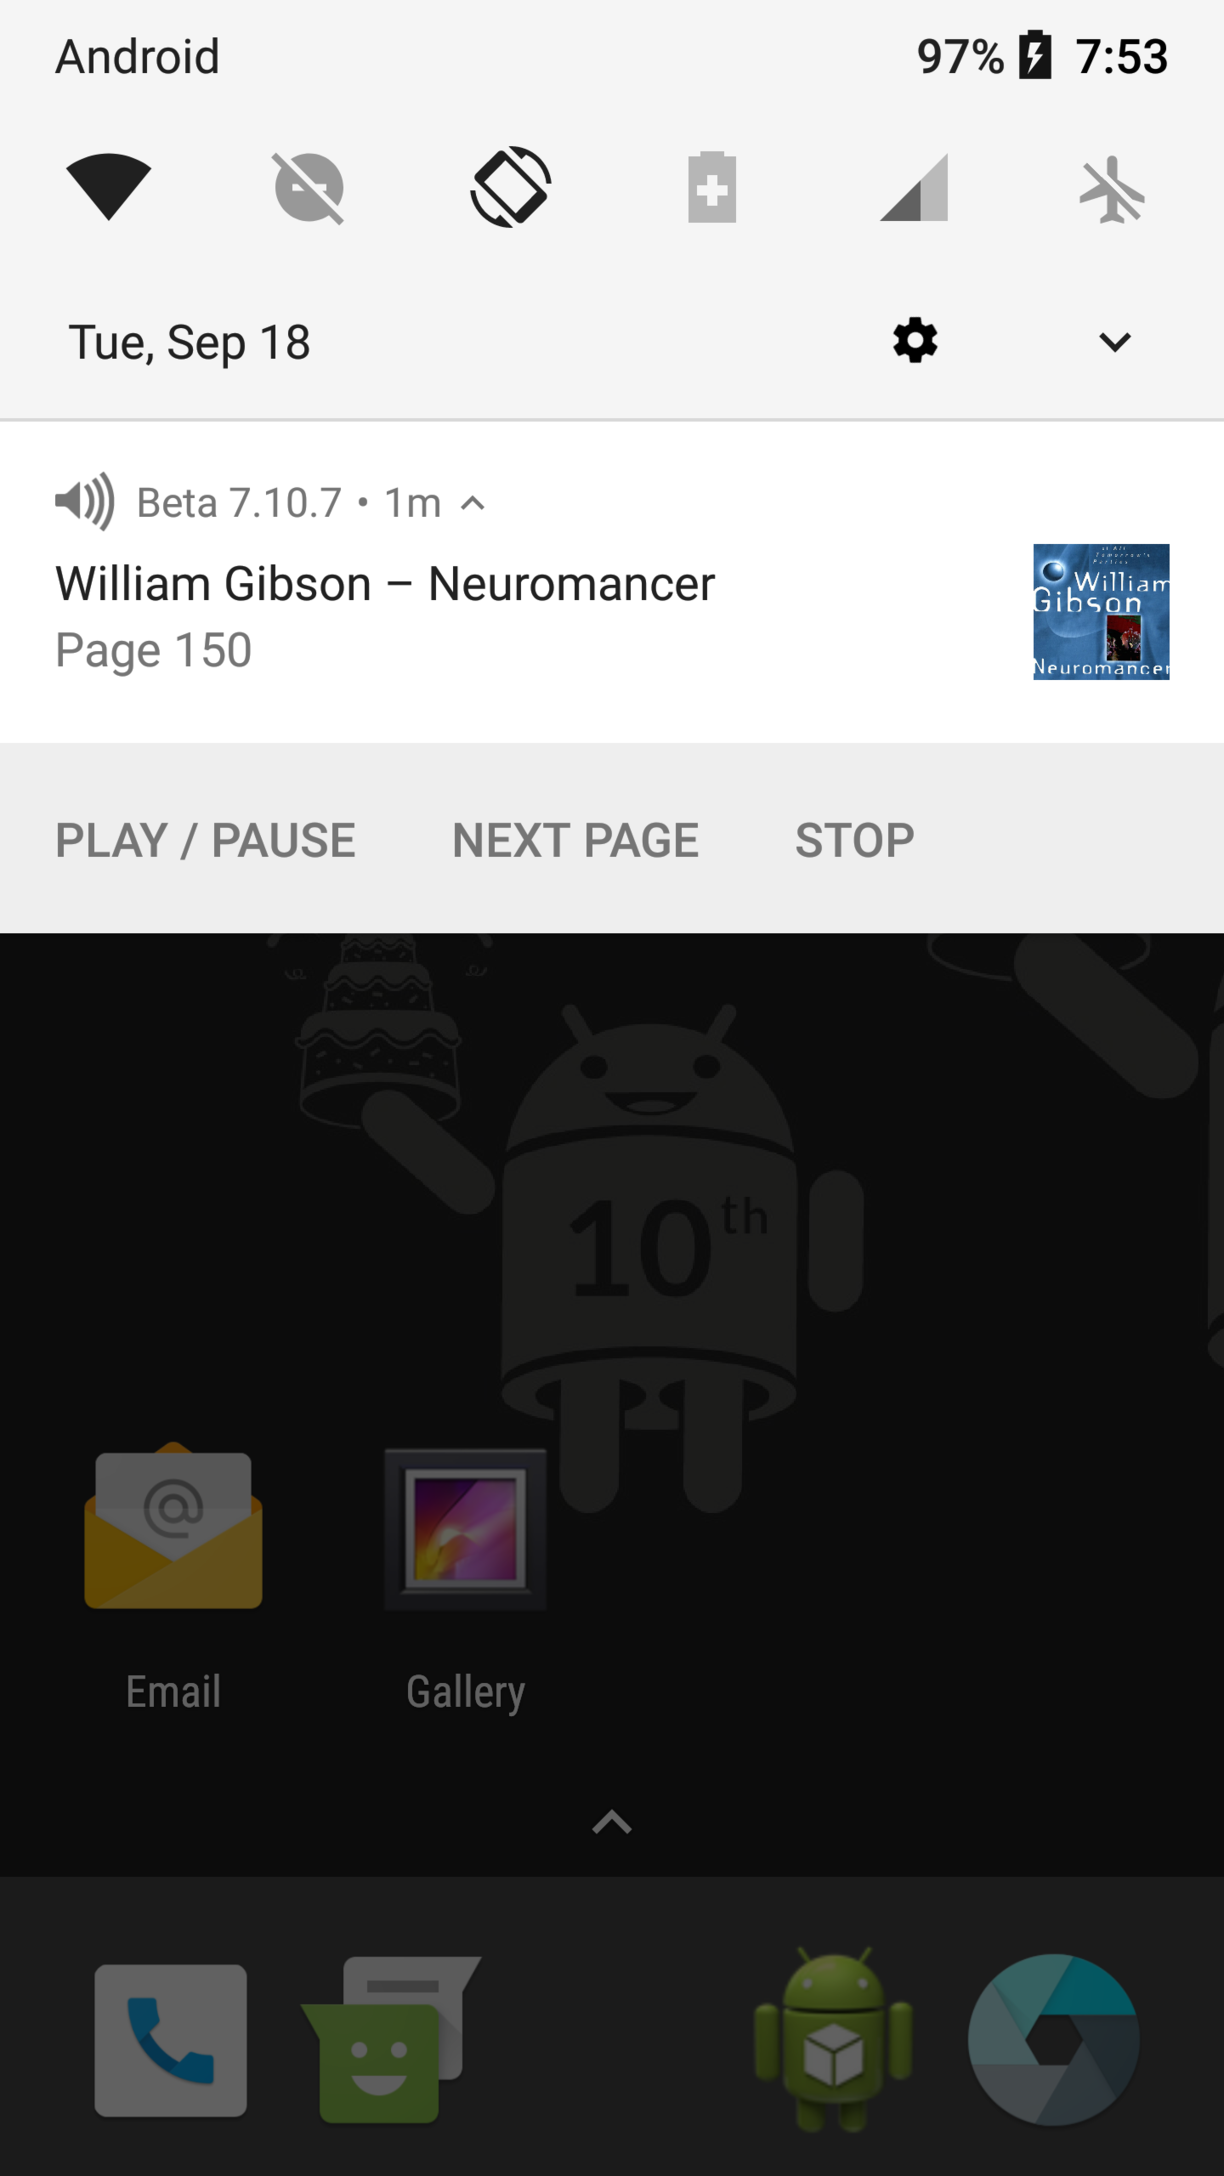 Android
97% 7:53
Tue, Sep 18
Beta 7.10.7 • 1m
William Gibson – Neuromancer
Page 150
William
Gibson
Neuromancer
PLAY / PAUSE NEXT PAGE STOP
10th
@
Email Gallery